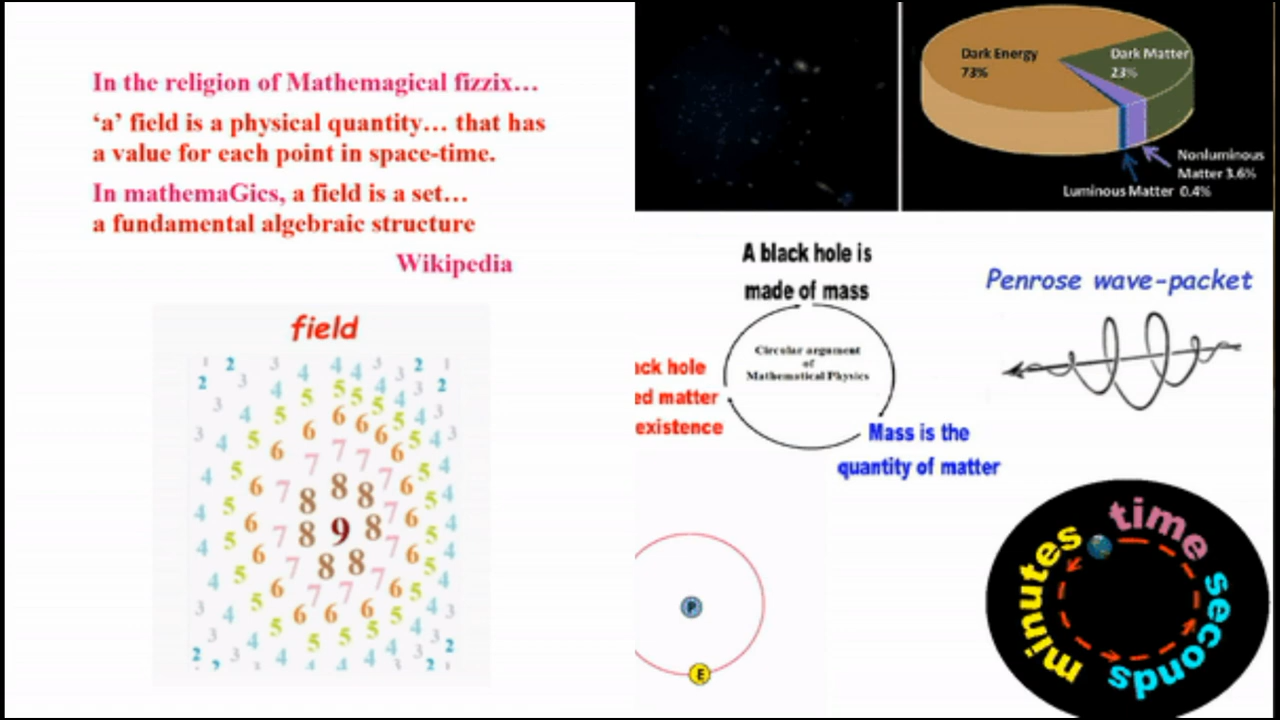 In the religion of Mathemagical fizzix…
‘a’ field is a physical quantity… that has
a value for each point in space-time.
In mathemaGics, a field is a set…
a fundamental algebraic structure
Wikipedia
field
Dark Energy
73%
Dark Matter
23%
Nonluminous
Matter 3.6%
Luminous Matter 0.4%
A black hole is
made of mass
Circular argument
of
Mathematical Physics
ack hole
ed matter
existence
Mass is the
quantity of matter
Penrose wave-packet
P
E
time
seconds
minutes